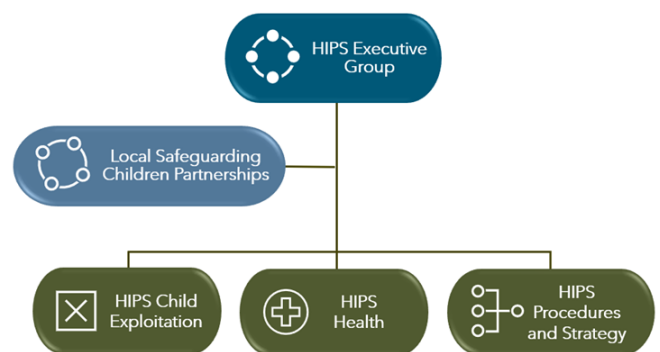 HIPS Executive
Group
Local Safeguarding
Children Partnerships
HIPS Child
Exploitation
HIPS
Health
HIPS
Procedures
and Strategy